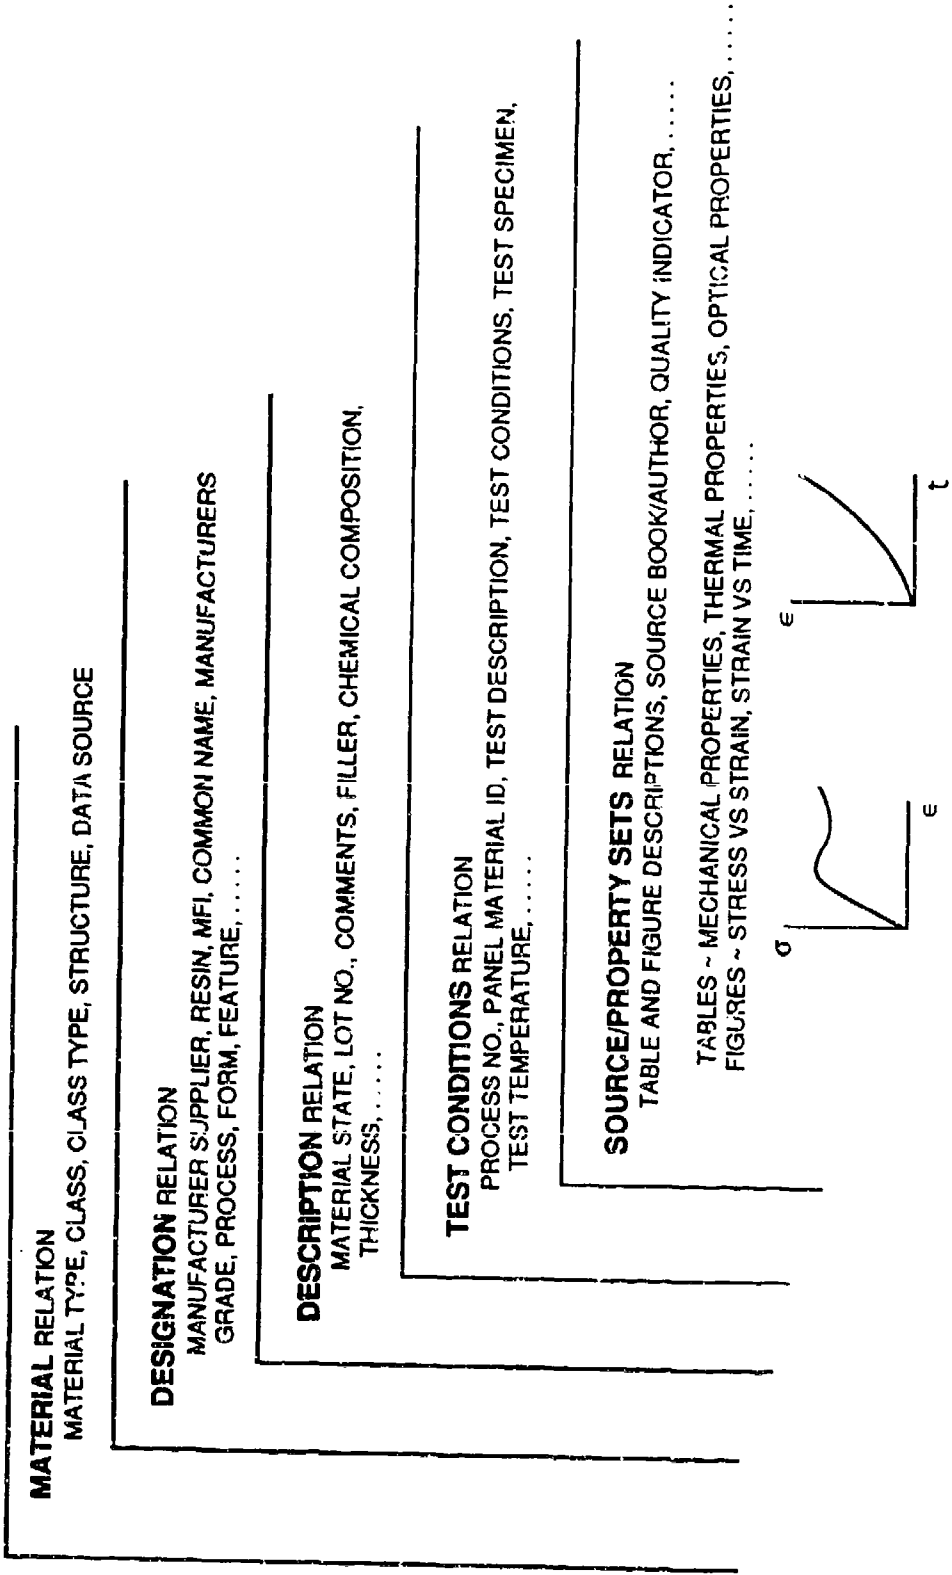 MATERIAL RELATION
MATERIAL TYPE, CLASS, CLASS TYPE, STRUCTURE, DATA SOURCE
DESIGNATION RELATION
MANUFACTURER SUPPLIER, RESIN, MFI, COMMON NAME, MANUFACTURERS
GRADE, PROCESS, FORM, FEATURE,.....
DESCRIPTION RELATION
MATERIAL STATE, LOT NO., COMMENTS, FILLER, CHEMICAL COMPOSITION,
THICKNESS,.....
TEST CONDITIONS RELATION
PROCESS NO., PANEL MATERIAL ID, TEST DESCRIPTION, TEST CONDITIONS, TEST SPECIMEN,
TEST TEMPERATURE,.....
SOURCE/PROPERTY SETS RELATION
TABLE AND FIGURE DESCRIPTIONS, SOURCE BOOK/AUTHOR, QUALITY INDICATOR,.....
TABLES ~ MECHANICAL PROPERTIES, THERMAL PROPERTIES, OPTICAL PROPERTIES,.....
FIGURES ~ STRESS VS STRAIN, STRAIN VS TIME,.....
σ
ϵ
ϵ
t